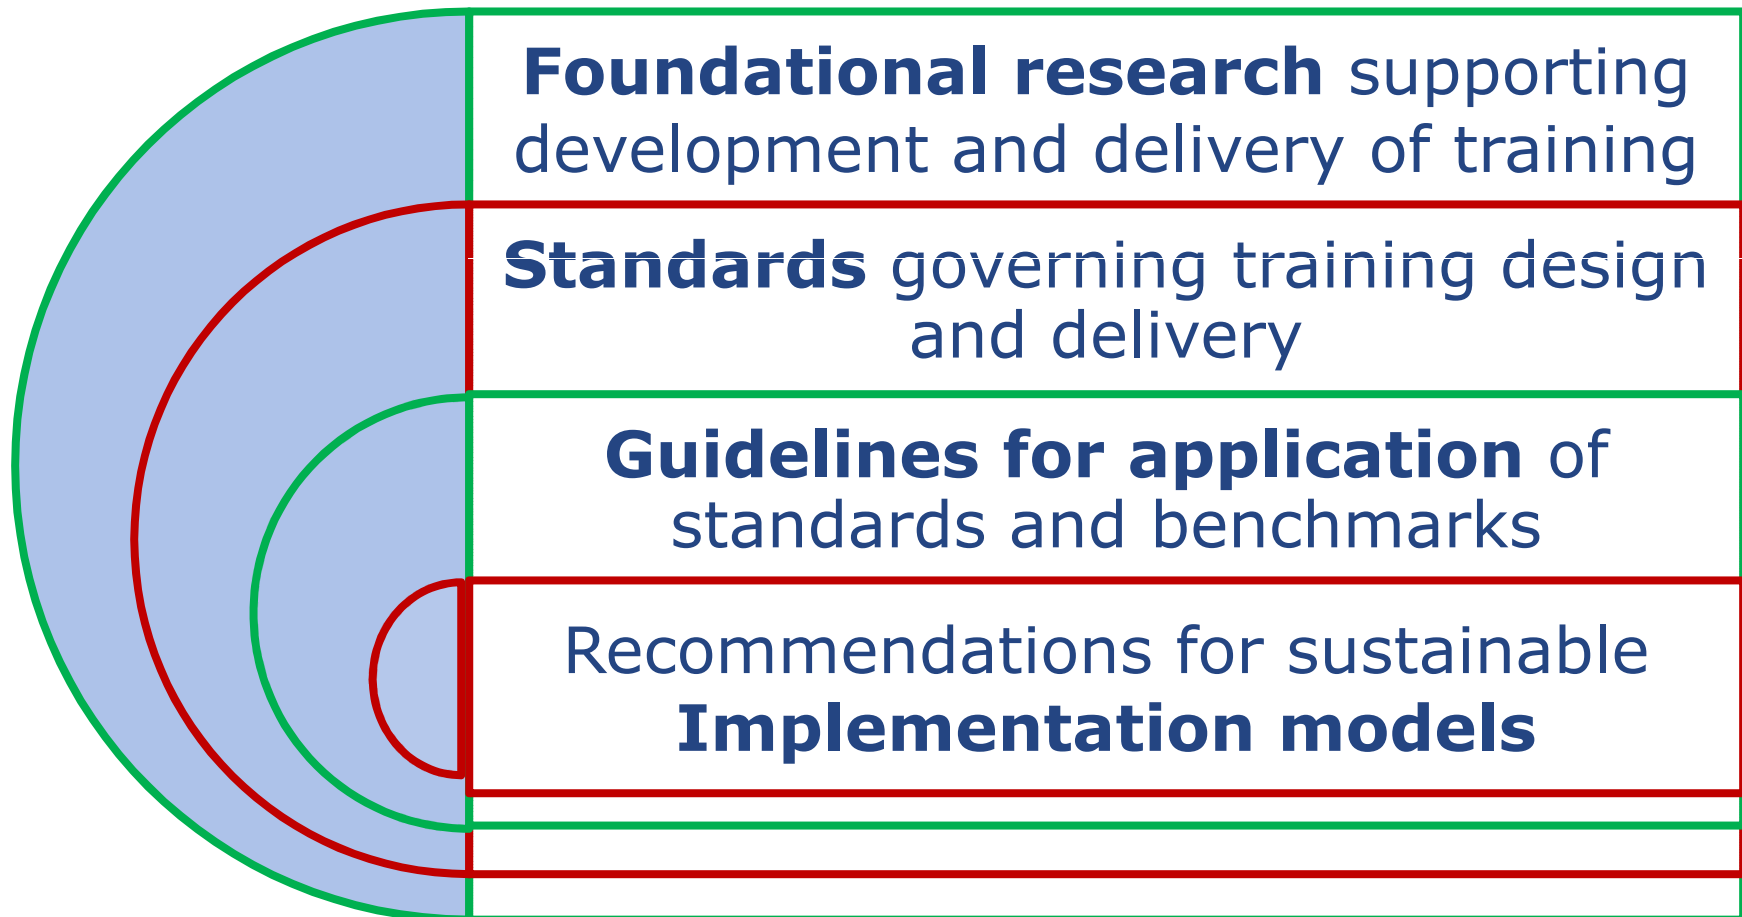 Foundational research supporting
development and delivery of training
Standards governing training design
and delivery
Guidelines for application of
standards and benchmarks
Recommendations for sustainable
Implementation models